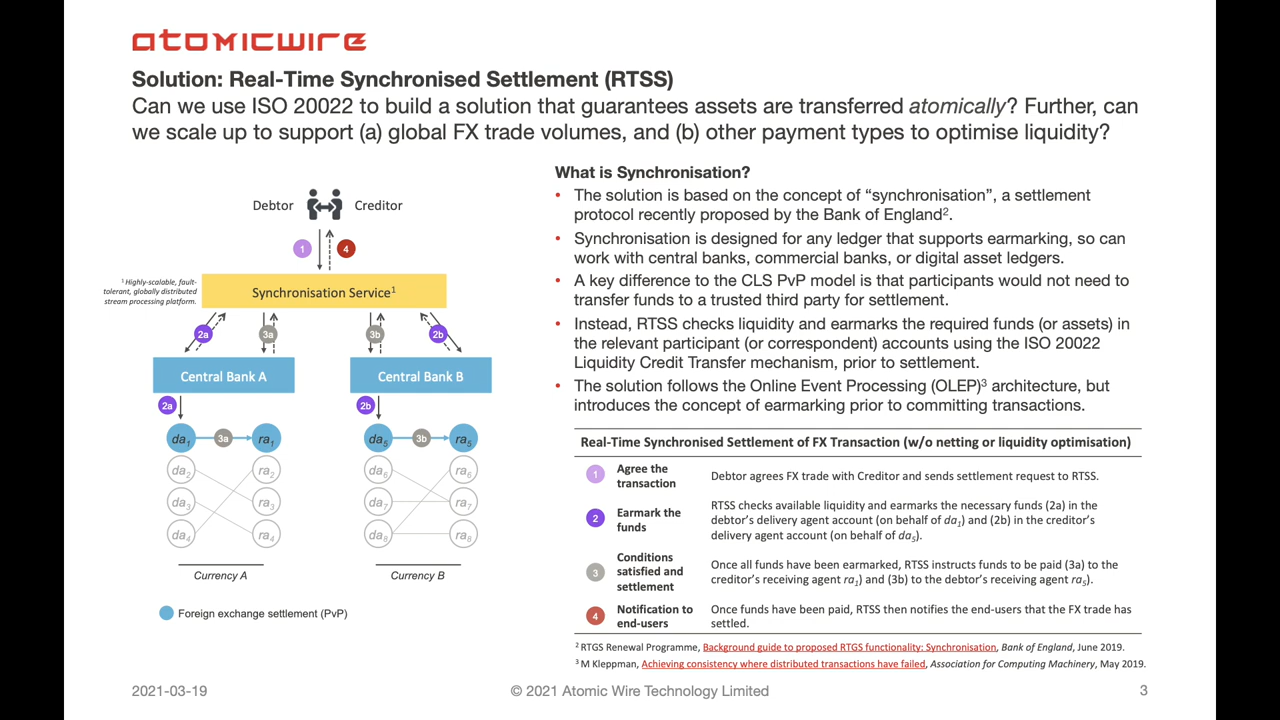 atomicwire
Solution: Real-Time Synchronised Settlement (RTSS)
Can we use ISO 20022 to build a solution that guarantees assets are transferred atomically? Further, can
we scale up to support (a) global FX trade volumes, and (b) other payment types to optimise liquidity?
Debtor
Creditor
1
4
1 Highly-scalable, fault-
tolerant, globally distributed
stream processing platform.
Synchronisation Service1
2a
3a
3b
2b
Central Bank A
Central Bank B
2a
2b
da1
3a
ra1
da5
3b
ra5
da2
ra2
da6
ra6
da3
ra3
da7
ra7
da4
ra4
da8
ra8
Currency A
Currency B
Foreign exchange settlement (PvP)
What is Synchronisation?
• The solution is based on the concept of “synchronisation”, a settlement
protocol recently proposed by the Bank of England2.
• Synchronisation is designed for any ledger that supports earmarking, so can
work with central banks, commercial banks, or digital asset ledgers.
• A key difference to the CLS PvP model is that participants would not need to
transfer funds to a trusted third party for settlement.
• Instead, RTSS checks liquidity and earmarks the required funds (or assets) in
the relevant participant (or correspondent) accounts using the ISO 20022
Liquidity Credit Transfer mechanism, prior to settlement.
• The solution follows the Online Event Processing (OLEP)3 architecture, but
introduces the concept of earmarking prior to committing transactions.
Real-Time Synchronised Settlement of FX Transaction (w/o netting or liquidity optimisation)
1
Agree the
transaction
Debtor agrees FX trade with Creditor and sends settlement request to RTSS.
2
Earmark the
funds
RTSS checks available liquidity and earmarks the necessary funds (2a) in the
debtor’s delivery agent account (on behalf of da1) and (2b) in the creditor’s
delivery agent account (on behalf of da5).
3
Conditions
satisfied and
settlement
Once all funds have been earmarked, RTSS instructs funds to be paid (3a) to the
creditor’s receiving agent ra1) and (3b) to the debtor’s receiving agent ra5).
4
Notification to
end-users
Once funds have been paid, RTSS then notifies the end-users that the FX trade has
settled.
2 RTGS Renewal Programme, Background guide to proposed RTGS functionality: Synchronisation, Bank of England, June 2019.
3 M Kleppman, Achieving consistency where distributed transactions have failed, Association for Computing Machinery, May 2019.
2021-03-19
© 2021 Atomic Wire Technology Limited
3